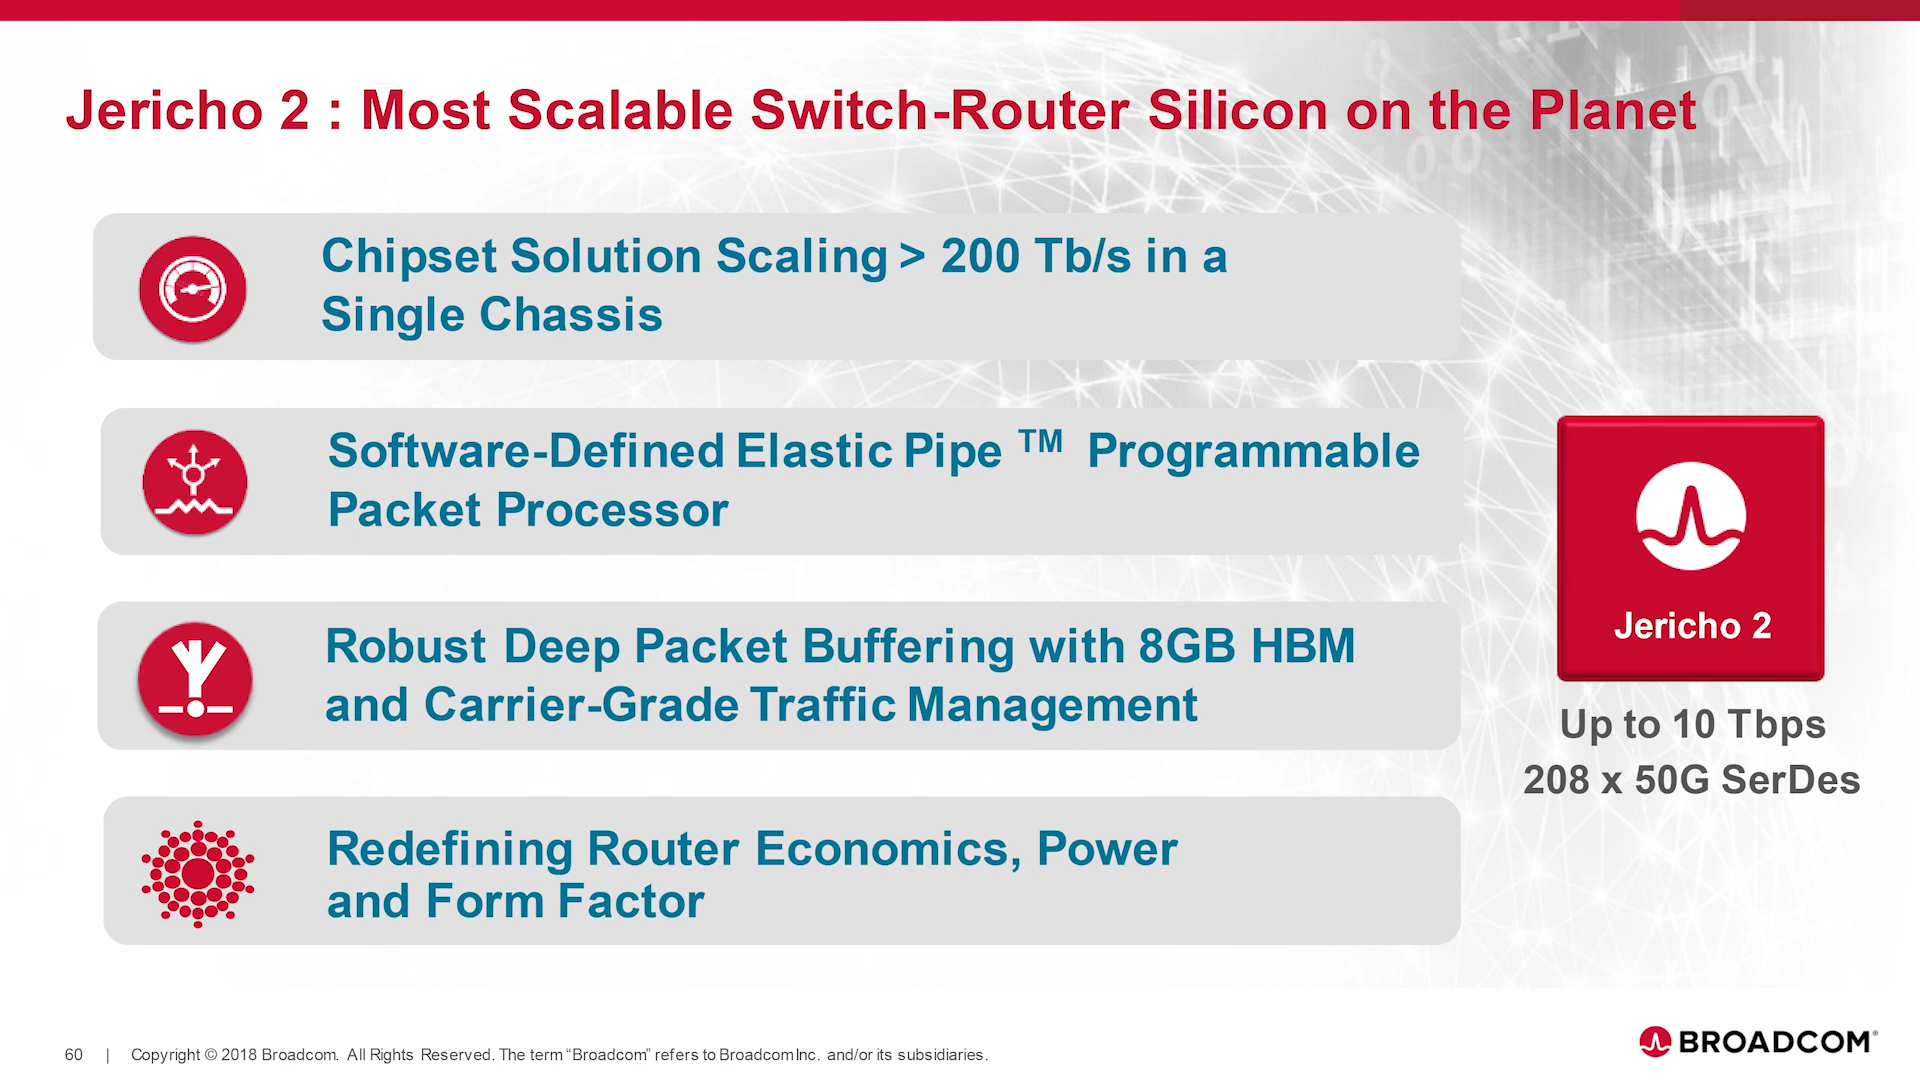 Jericho 2 : Most Scalable Switch-Router Silicon on the Planet
Chipset Solution Scaling > 200 Tb/s in a
Single Chassis
Software-Defined Elastic Pipe TM Programmable
Packet Processor
Robust Deep Packet Buffering with 8GB HBM
and Carrier-Grade Traffic Management
Redefining Router Economics, Power
and Form Factor
Jericho 2
Up to 10 Tbps
208 x 50G SerDes
60 | Copyright © 2018 Broadcom. All Rights Reserved. The term “Broadcom” refers to Broadcom Inc. and/or its subsidiaries.
BROADCOM®